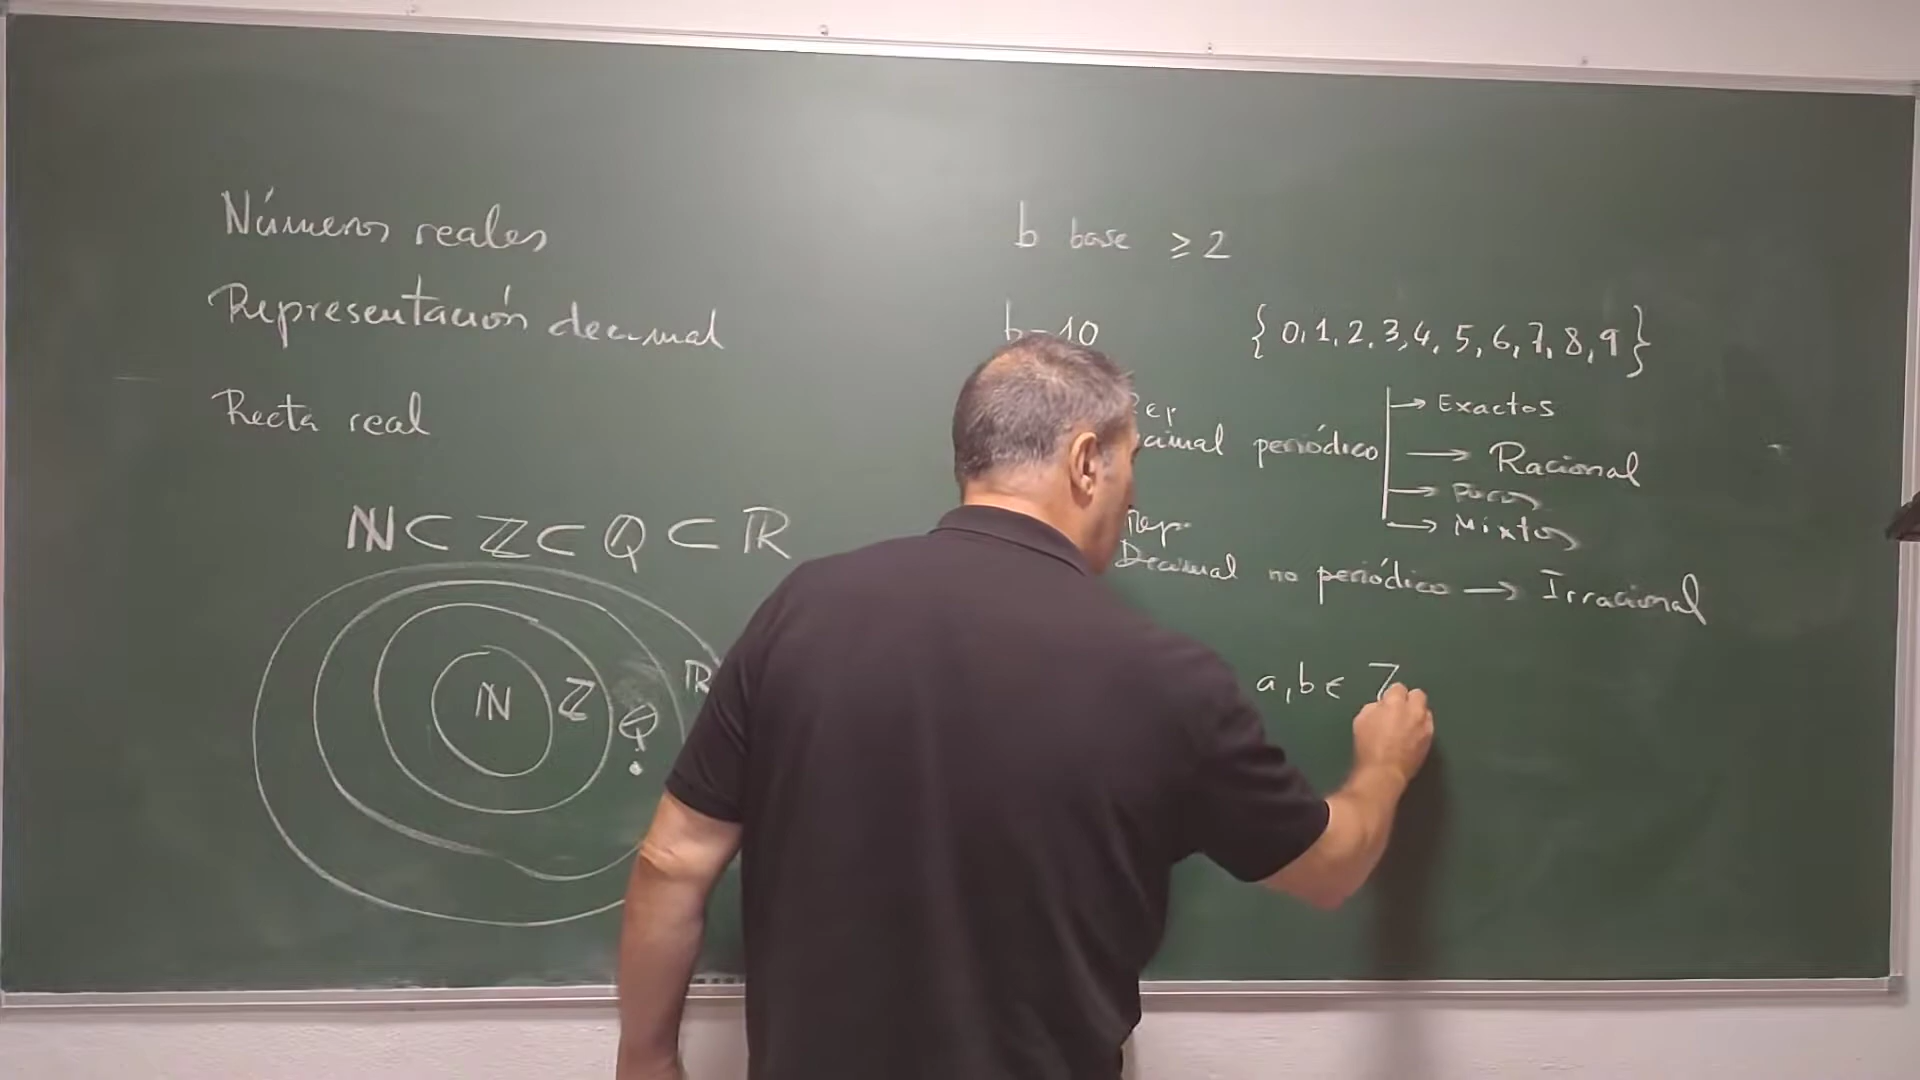 Números reales
Representación decimal
Recta real
ℕ ⊂ ℤ ⊂ ℚ ⊂ ℝ
ℕ ℤ ℚ ℝ
b base ≥ 2
b = 10 { 0, 1, 2, 3, 4, 5, 6, 7, 8, 9 }
Rep
cimal periódico → Exactos
→ Racional
→ Puros
→ Mixtos
Rep.
Decimal no periódico → Irracional
a, b ∈ ℤ